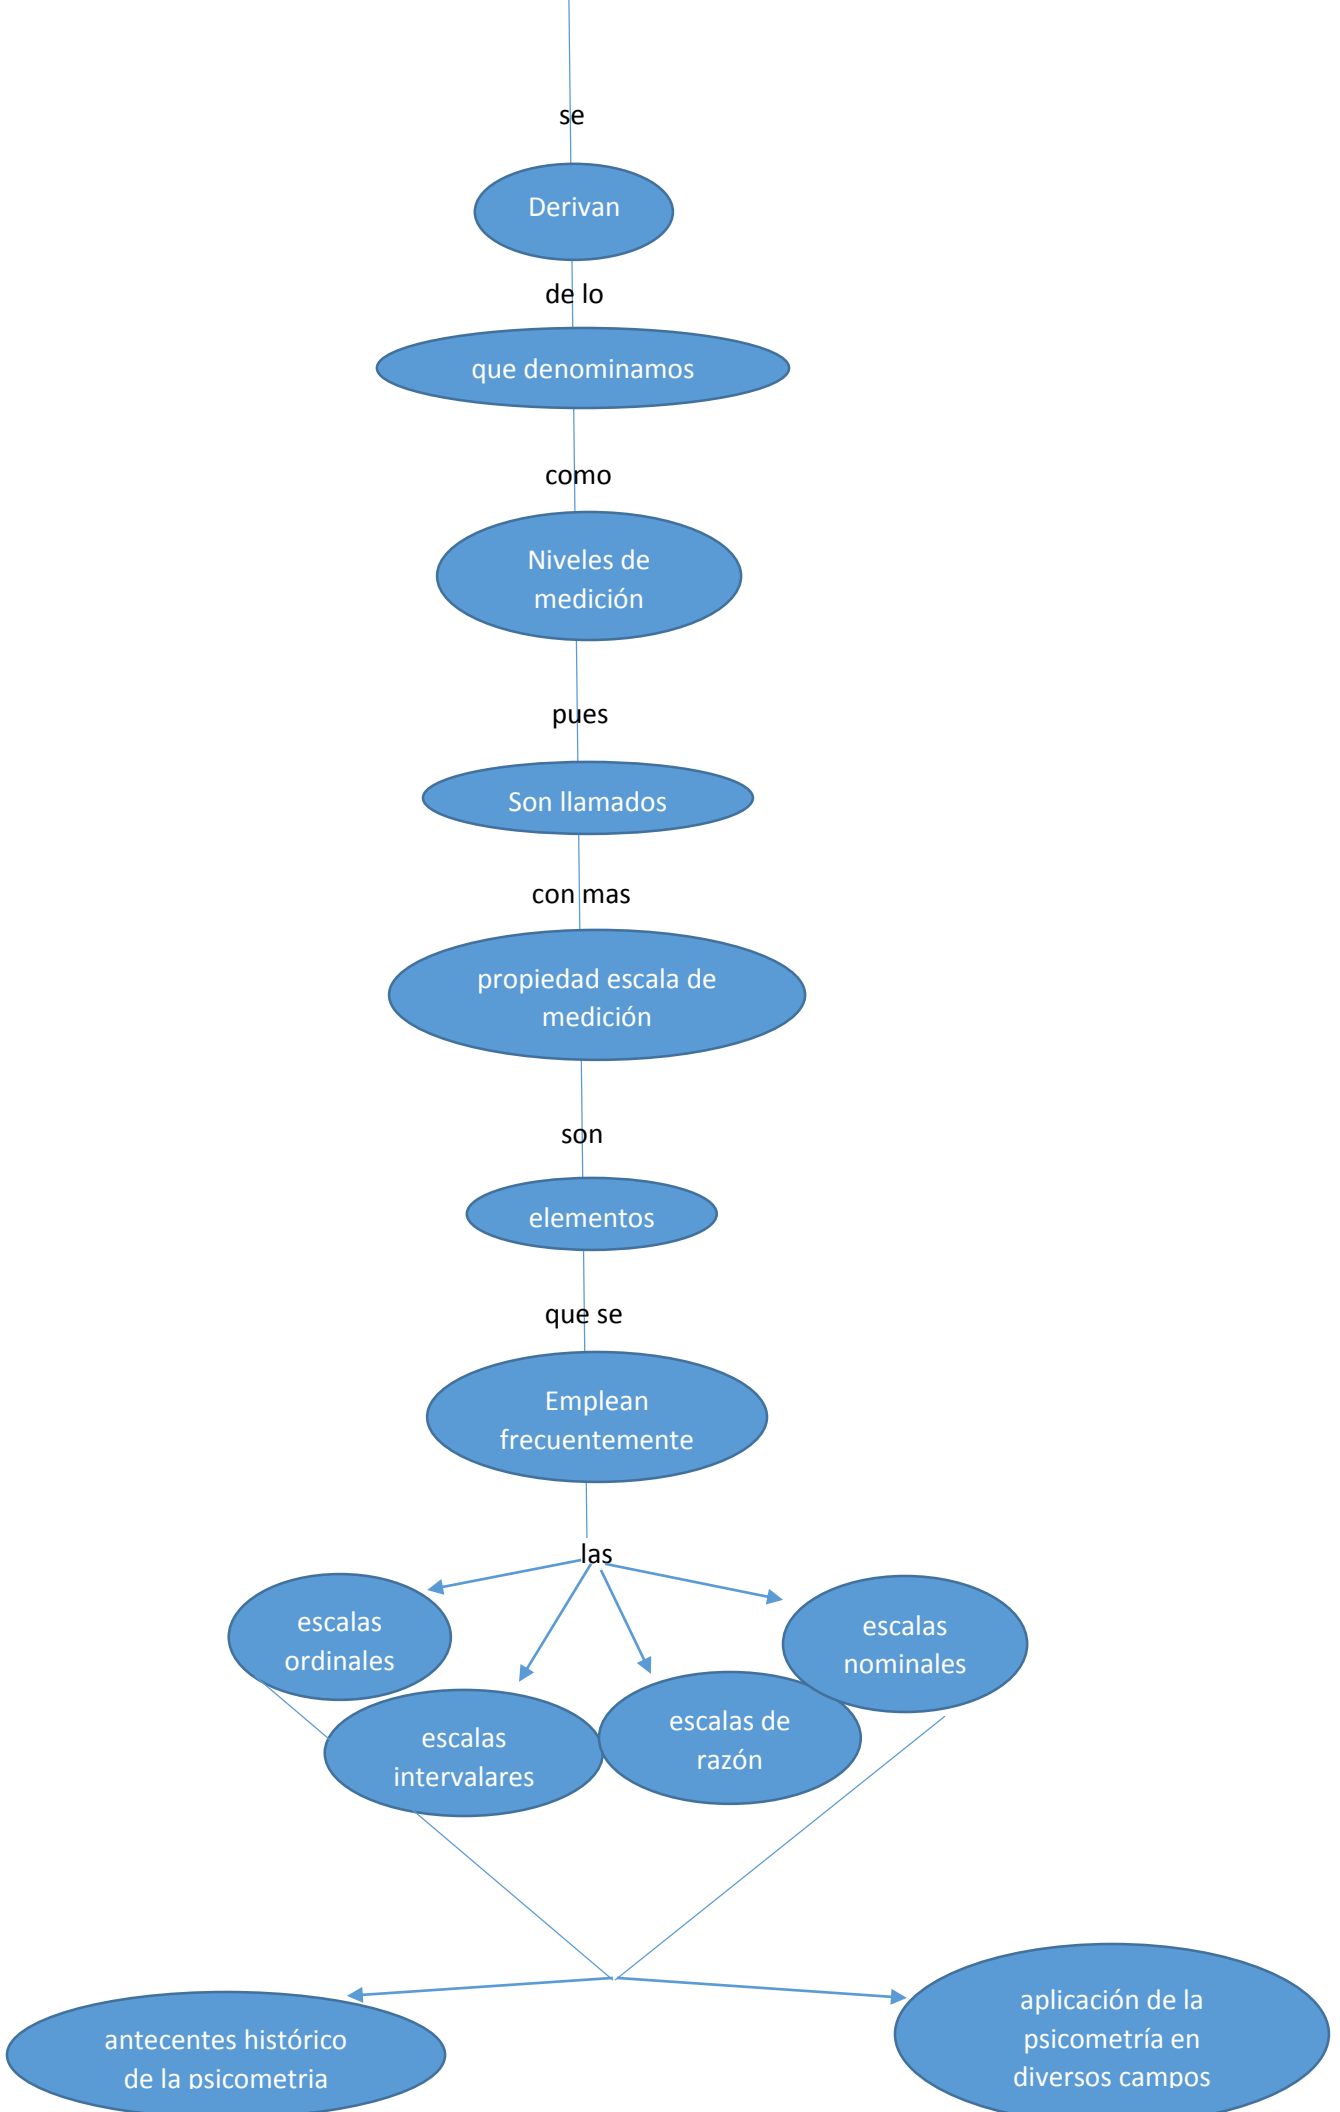 se
Derivan
de lo
que denominamos
como
Niveles de
medición
pues
Son llamados
con mas
propiedad escala de
medición
son
elementos
que se
Emplean
frecuentemente
las
escalas
ordinales
escalas
nominales
escalas
intervalares
escalas de
razón
antecentes histórico
de la psicometria
aplicación de la
psicometría en
diversos campos